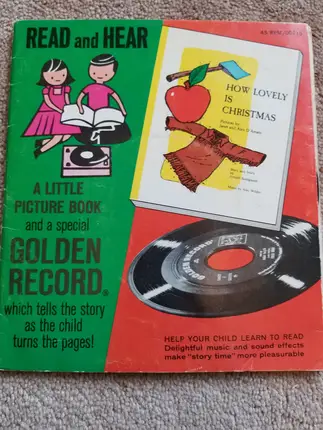 READ and HEAR
A LITTLE
PICTURE BOOK
and a special
GOLDEN
RECORD®
which tells the story
as the child
turns the pages!
HOW LOVELY
IS
CHRISTMAS
GOLDEN RECORD
HELP YOUR CHILD LEARN TO READ
Delightful music and sound effects
make "story time" more pleasurable